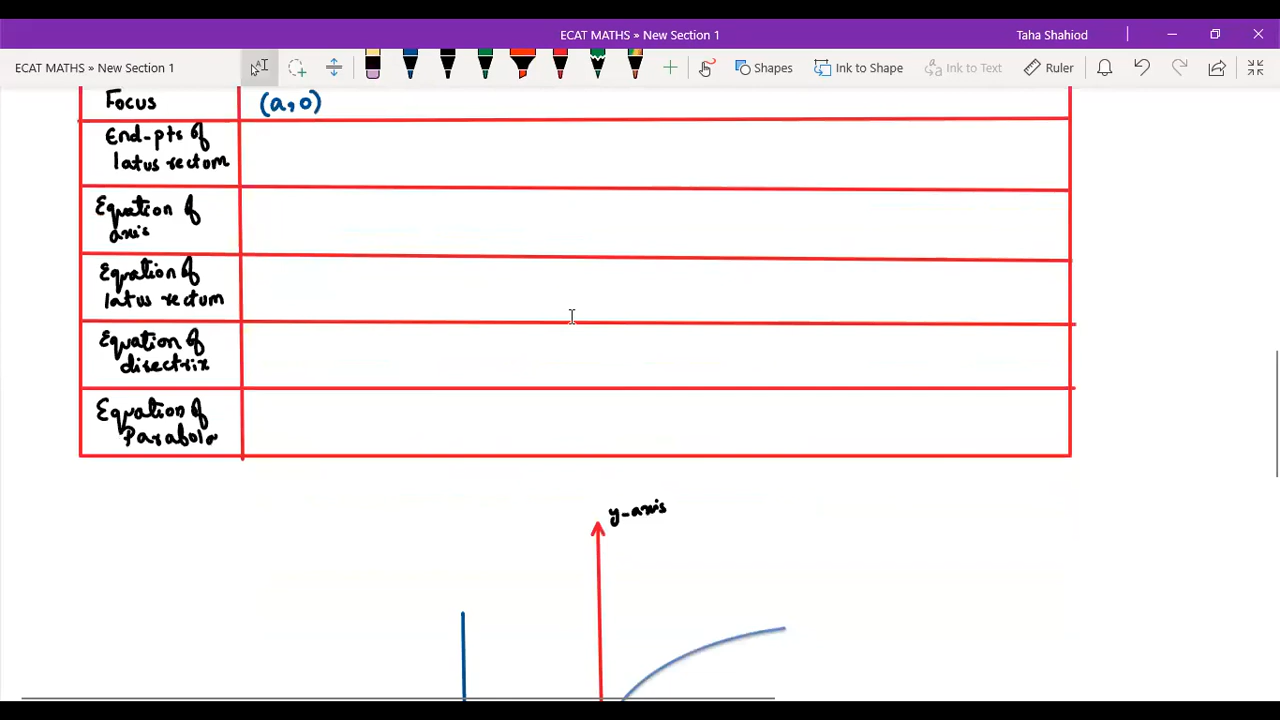 ECAT MATHS » New Section 1
Taha Shahiod
ECAT MATHS » New Section 1
Shapes
Ink to Shape
Ink to Text
Ruler
Focus
(a,0)
End-pts of
latus rectum
Equation of
axis
Equation of
latus rectum
Equation of
directrix
Equation of
Parabola
y-axis